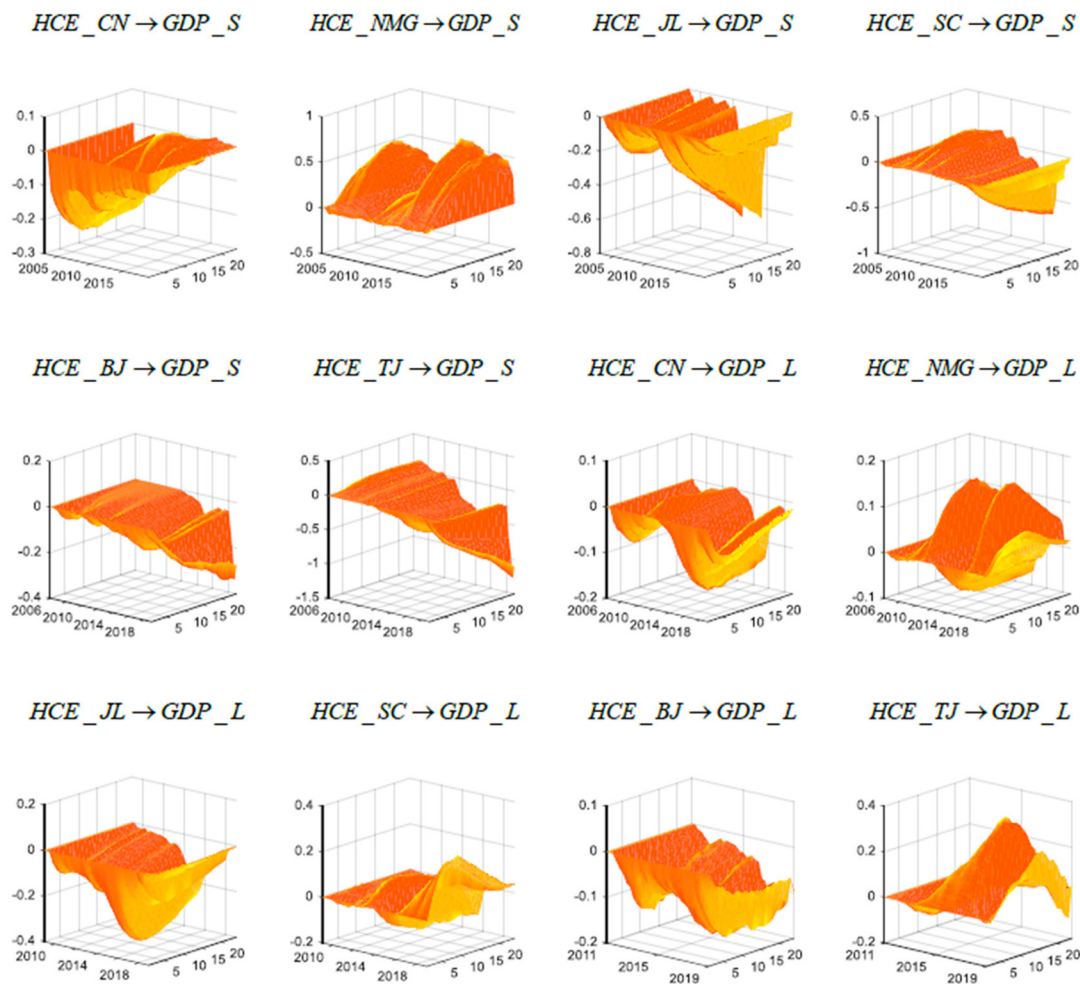 HCE_CN → GDP_S
0.1
0
-0.1
-0.2
-0.3
2005 2010 2015
5 10 15 20
HCE_NMG → GDP_S
1
0.5
0
-0.5
2005 2010 2015
5 10 15 20
HCE_JL → GDP_S
0
-0.2
-0.4
-0.6
-0.8
2005 2010 2015
5 10 15 20
HCE_SC → GDP_S
0.5
0
-0.5
-1
2005 2010 2015
5 10 15 20
HCE_BJ → GDP_S
0.2
0
-0.2
-0.4
2006 2010 2014 2018
5 10 15 20
HCE_TJ → GDP_S
0.5
0
-0.5
-1
-1.5
2006 2010 2014 2018
5 10 15 20
HCE_CN → GDP_L
0.1
0
-0.1
-0.2
2006 2010 2014 2018
5 10 15 20
HCE_NMG → GDP_L
0.2
0.1
0
-0.1
2006 2010 2014 2018
5 10 15 20
HCE_JL → GDP_L
0.2
0
-0.2
-0.4
2010 2014 2018
5 10 15 20
HCE_SC → GDP_L
0.4
0.2
0
-0.2
2010 2014 2018
5 10 15 20
HCE_BJ → GDP_L
0.1
0
-0.1
-0.2
2011 2015 2019
5 10 15 20
HCE_TJ → GDP_L
0.4
0.2
0
-0.2
2011 2015 2019
5 10 15 20